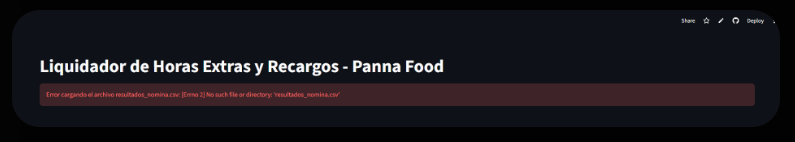 Share
Deploy
Liquidador de Horas Extras y Recargos - Panna Food
Error cargando el archivo resultados_nomina.csv: [Errno 2] No such file or directory: 'resultados_nomina.csv'